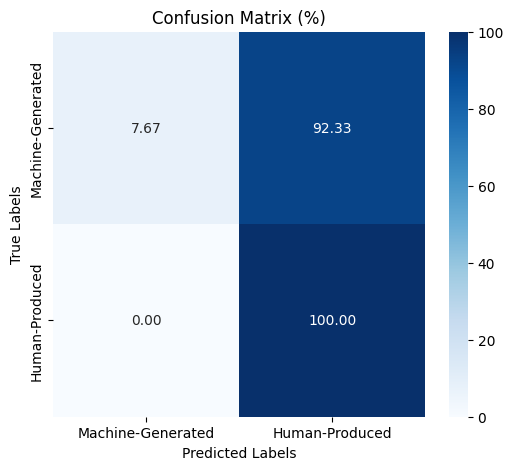 Confusion Matrix (%)
True Labels
Machine-Generated
Human-Produced
7.67
92.33
0.00
100.00
Machine-Generated
Human-Produced
Predicted Labels
100
80
60
40
20
0